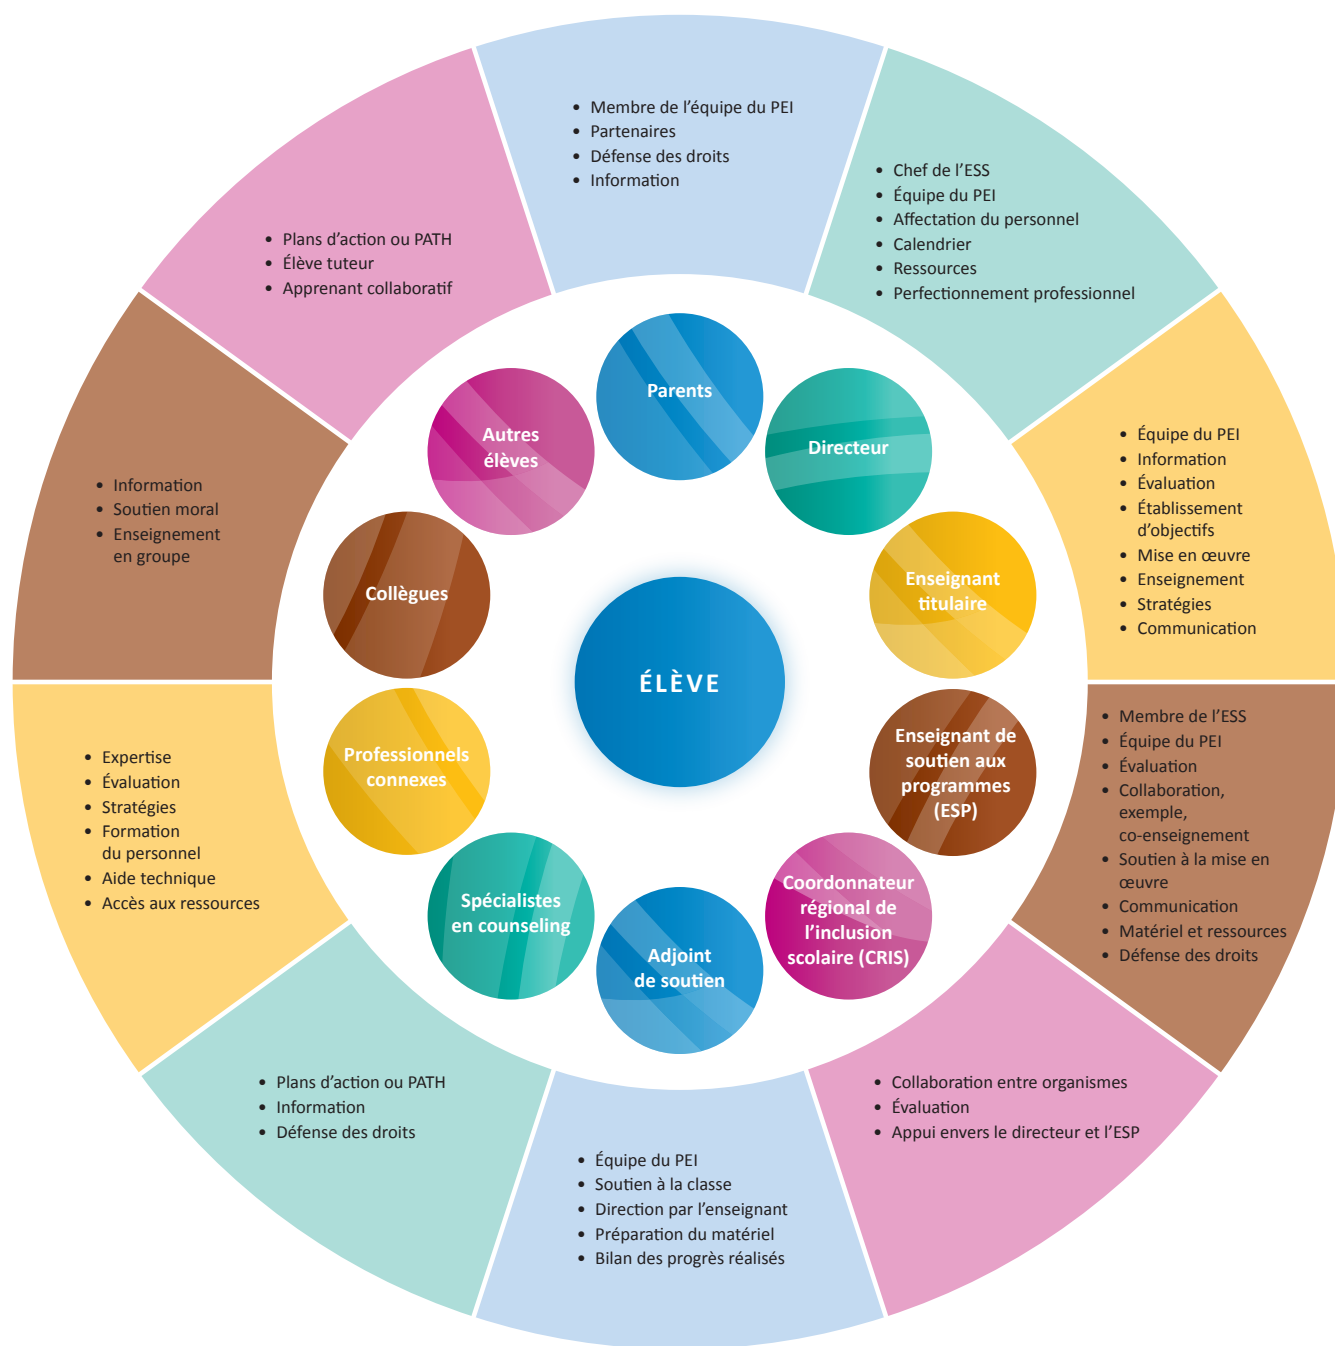 • Membre de l’équipe du PEI
• Partenaires
• Défense des droits
• Information
• Chef de l’ESS
• Équipe du PEI
• Affectation du personnel
• Calendrier
• Ressources
• Perfectionnement professionnel
• Équipe du PEI
• Information
• Évaluation
• Établissement
d’objectifs
• Mise en œuvre
• Enseignement
• Stratégies
• Communication
• Membre de l’ESS
• Équipe du PEI
• Évaluation
• Collaboration,
exemple,
co-enseignement
• Soutien à la mise en
œuvre
• Communication
• Matériel et ressources
• Défense des droits
• Collaboration entre organismes
• Évaluation
• Appui envers le directeur et l’ESP
• Équipe du PEI
• Soutien à la classe
• Direction par l’enseignant
• Préparation du matériel
• Bilan des progrès réalisés
• Plans d’action ou PATH
• Information
• Défense des droits
• Expertise
• Évaluation
• Stratégies
• Formation
du personnel
• Aide technique
• Accès aux ressources
• Information
• Soutien moral
• Enseignement
en groupe
• Plans d’action ou PATH
• Élève tuteur
• Apprenant collaboratif
Parents
Directeur
Enseignant
titulaire
Enseignant de
soutien aux
programmes
(ESP)
Coordonnateur
régional de
l’inclusion
scolaire (CRIS)
Adjoint
de soutien
Spécialistes
en counseling
Professionnels
connexes
Collègues
Autres
élèves
ÉLÈVE